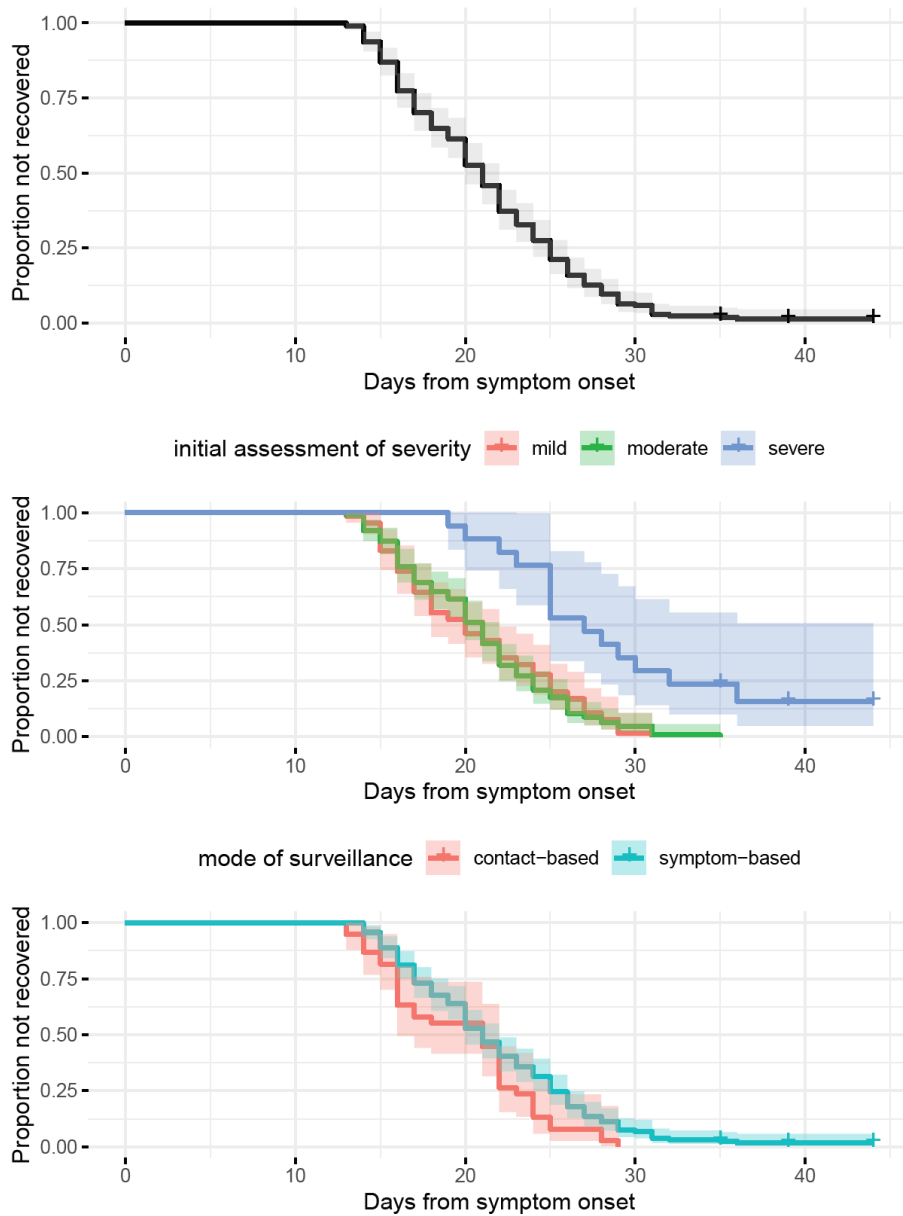 1.00
0.75
0.50
0.25
0.00
Proportion not recovered
0 10 20 30 40
Days from symptom onset
initial assessment of severity mild moderate severe
1.00
0.75
0.50
0.25
0.00
Proportion not recovered
0 10 20 30 40
Days from symptom onset
mode of surveillance contact-based symptom-based
1.00
0.75
0.50
0.25
0.00
Proportion not recovered
0 10 20 30 40
Days from symptom onset